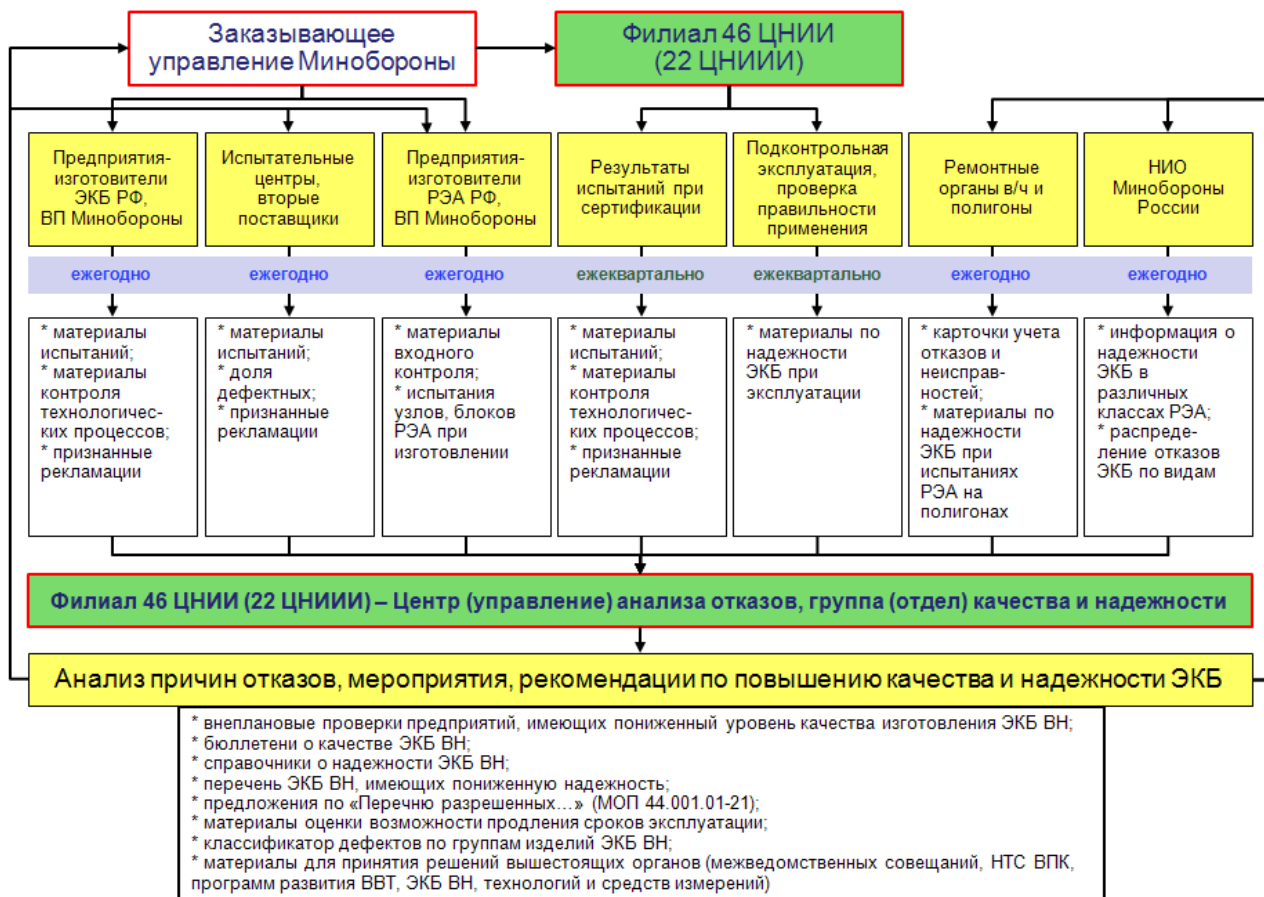 Заказывающее
управление Минобороны
Филиал 46 ЦНИИ
(22 ЦНИИИ)
Предприятия-
изготовители
ЭКБ РФ,
ВП Минобороны
Испытательные
центры,
вторые
поставщики
Предприятия-
изготовители
РЭА РФ,
ВП Минобороны
Результаты
испытаний при
сертификации
Подконтрольная
эксплуатация,
проверка
правильности
применения
Ремонтные
органы в/ч и
полигоны
НИО
Минобороны
России
ежегодно
ежегодно
ежегодно
ежеквартально
ежеквартально
ежегодно
ежегодно
* материалы
испытаний;
* материалы
контроля
технологичес-
ких процессов;
* признанные
рекламации
* материалы
испытаний;
* доля
дефектных;
* признанные
рекламации
* материалы
входного
контроля;
* испытания
узлов, блоков
РЭА при
изготовлении
* материалы
испытаний;
* материалы
контроля
технологичес-
ких процессов;
* признанные
рекламации
* материалы по
надежности
ЭКБ при
эксплуатации
* карточки учета
отказов и
неисправ-
ностей;
* материалы по
надежности
ЭКБ при
испытаниях
РЭА на
полигонах
* информация о
надежности
ЭКБ в
различных
классах РЭА;
* распреде-
ление отказов
ЭКБ по видам
Филиал 46 ЦНИИ (22 ЦНИИИ) – Центр (управление) анализа отказов, группа (отдел) качества и надежности
Анализ причин отказов, мероприятия, рекомендации по повышению качества и надежности ЭКБ
* внеплановые проверки предприятий, имеющих пониженный уровень качества изготовления ЭКБ ВН;
* бюллетени о качестве ЭКБ ВН;
* справочники о надежности ЭКБ ВН;
* перечень ЭКБ ВН, имеющих пониженную надежность;
* предложения по «Перечню разрешенных…» (МОП 44.001.01-21);
* материалы оценки возможности продления сроков эксплуатации;
* классификатор дефектов по группам изделий ЭКБ ВН;
* материалы для принятия решений вышестоящих органов (межведомственных совещаний, НТС ВПК,
программ развития ВВТ, ЭКБ ВН, технологий и средств измерений)